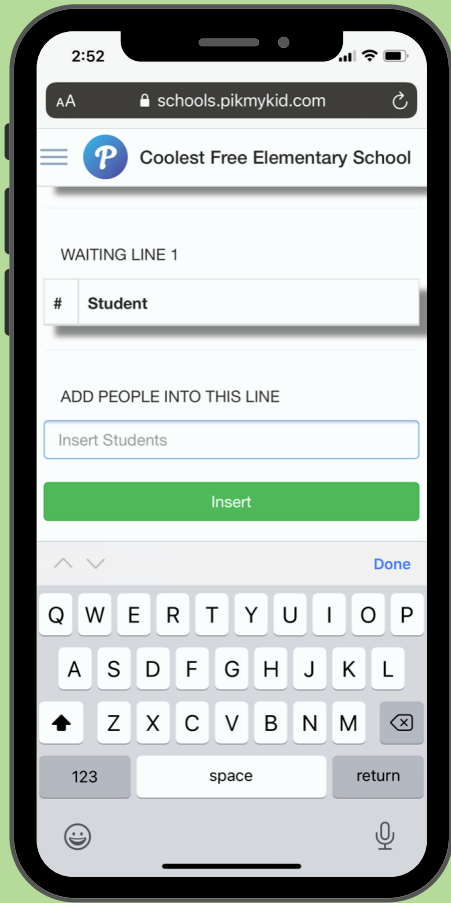 2:52
AA schools.pikmykid.com
P Coolest Free Elementary School
WAITING LINE 1
# Student
ADD PEOPLE INTO THIS LINE
Insert Students
Insert
Done
Q W E R T Y U I O P
A S D F G H J K L
Z X C V B N M
123 space return